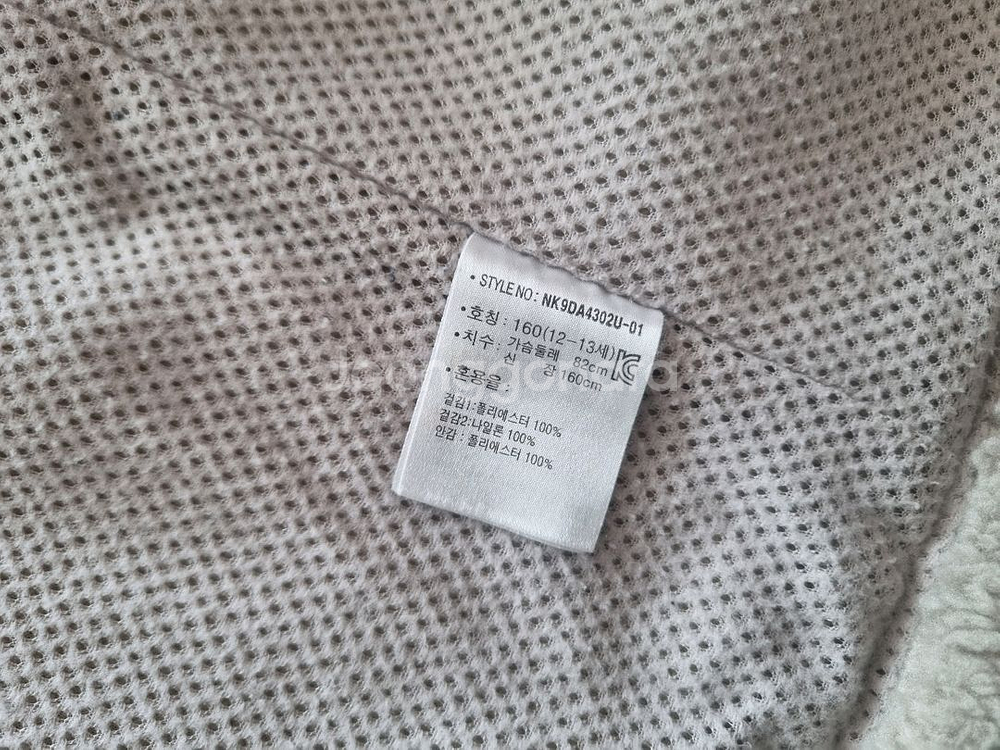 • STYLE NO : NK9DA4302U-01
• 호칭 : 160(12-13세)
• 치수 : 가슴둘레 82cm
신 장 160cm
• 혼용율 :
겉감1:폴리에스터 100%
겉감2:나일론 100%
안감 : 폴리에스터 100%